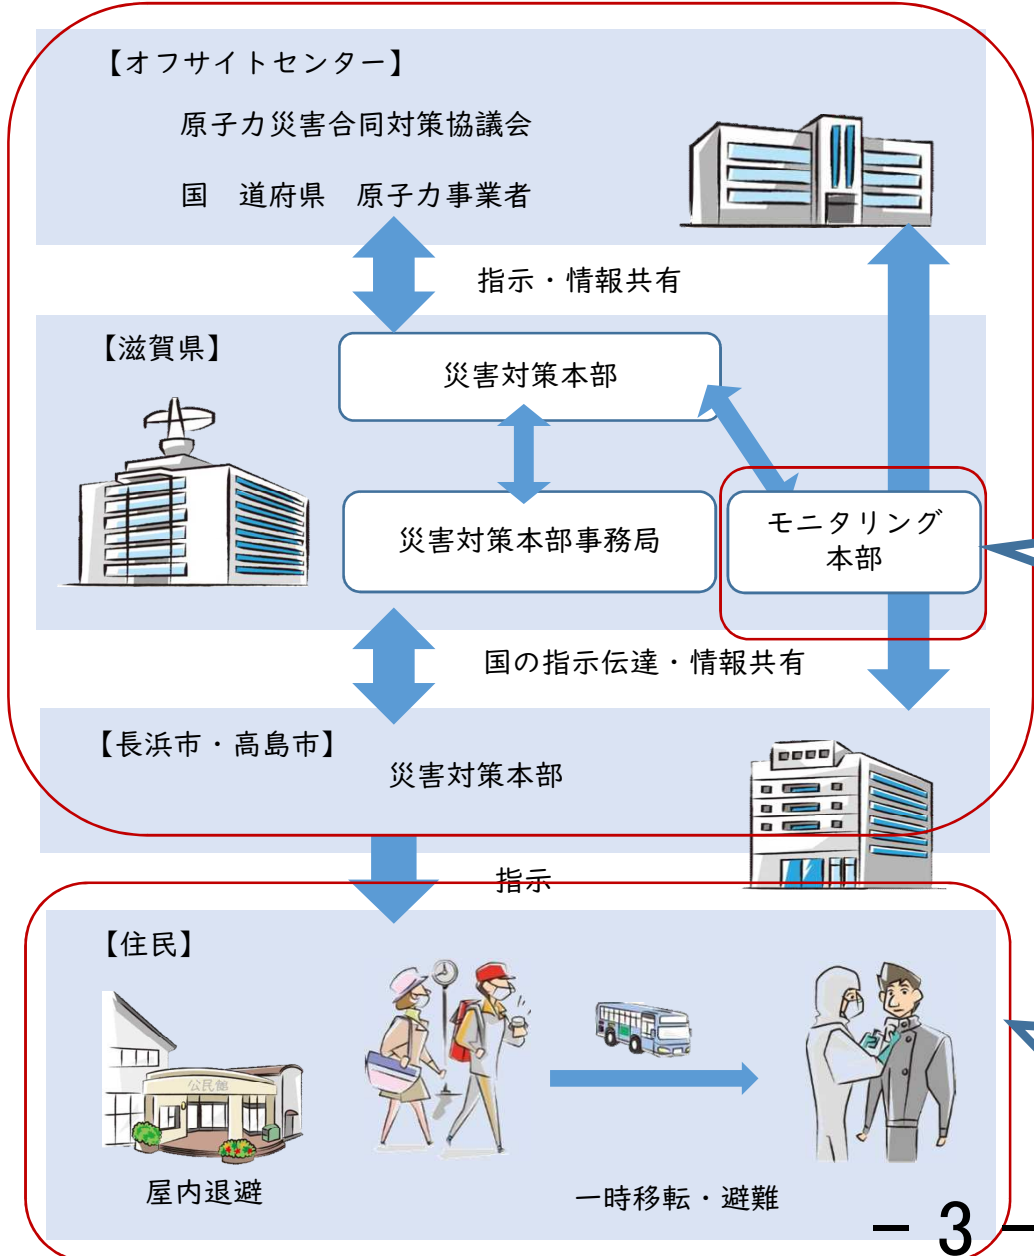 【オフサイトセンター】
原子力災害合同対策協議会
国 道府県 原子力事業者
指示・情報共有
【滋賀県】
災害対策本部
災害対策本部事務局
モニタリング
本部
国の指示伝達・情報共有
【長浜市・高島市】
災害対策本部
指示
【住民】
公民館
屋内退避
一時移転・避難
－ 3 －